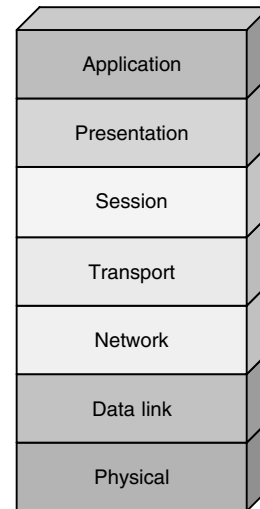 Application
Presentation
Session
Transport
Network
Data link
Physical